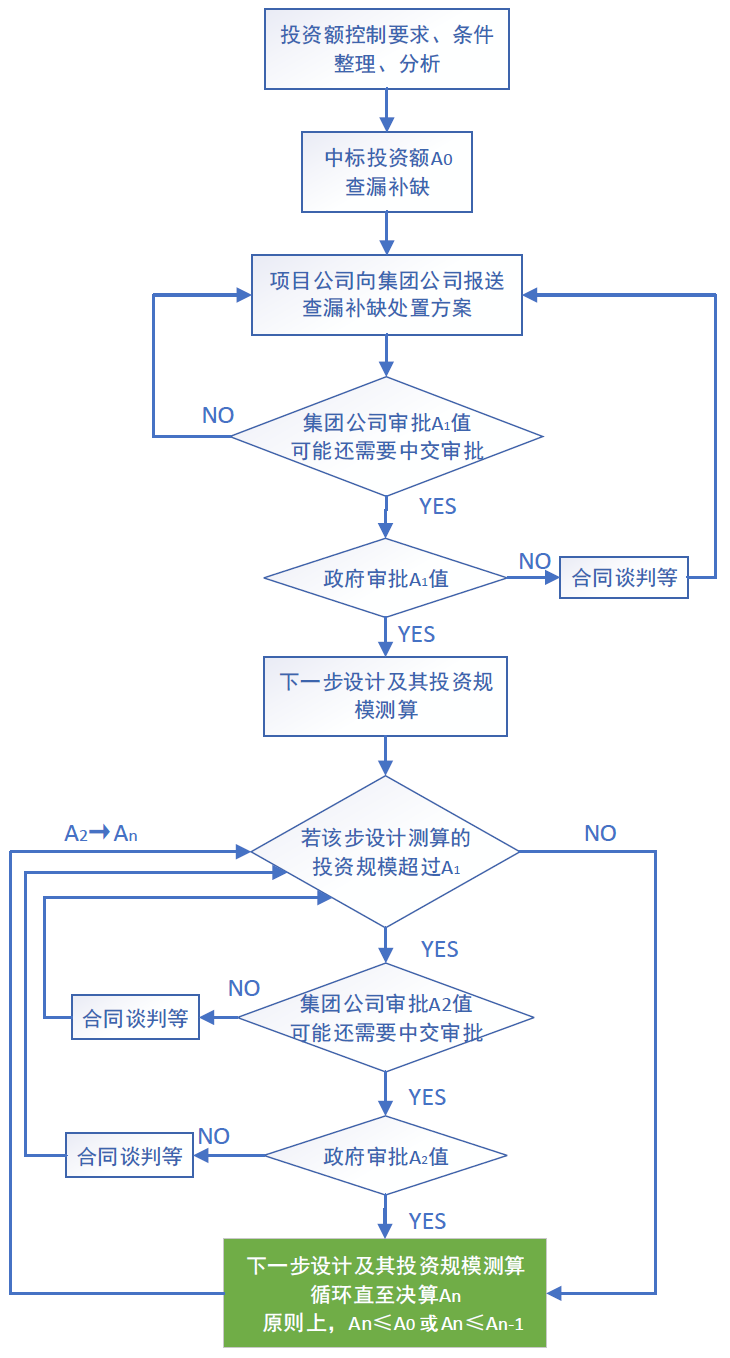 投资额控制要求、条件
整理、分析
中标投资额A0
查漏补缺
项目公司向集团公司报送
查漏补缺处置方案
NO
集团公司审批A1值
可能还需要中交审批
YES
政府审批A1值
NO
合同谈判等
YES
下一步设计及其投资规
模测算
A2→An
若该步设计测算的
投资规模超过A1
NO
YES
NO
集团公司审批A2值
可能还需要中交审批
合同谈判等
YES
NO
政府审批A2值
合同谈判等
YES
下一步设计及其投资规模测算
循环直至决算An
原则上，An≤A0 或An≤An-1